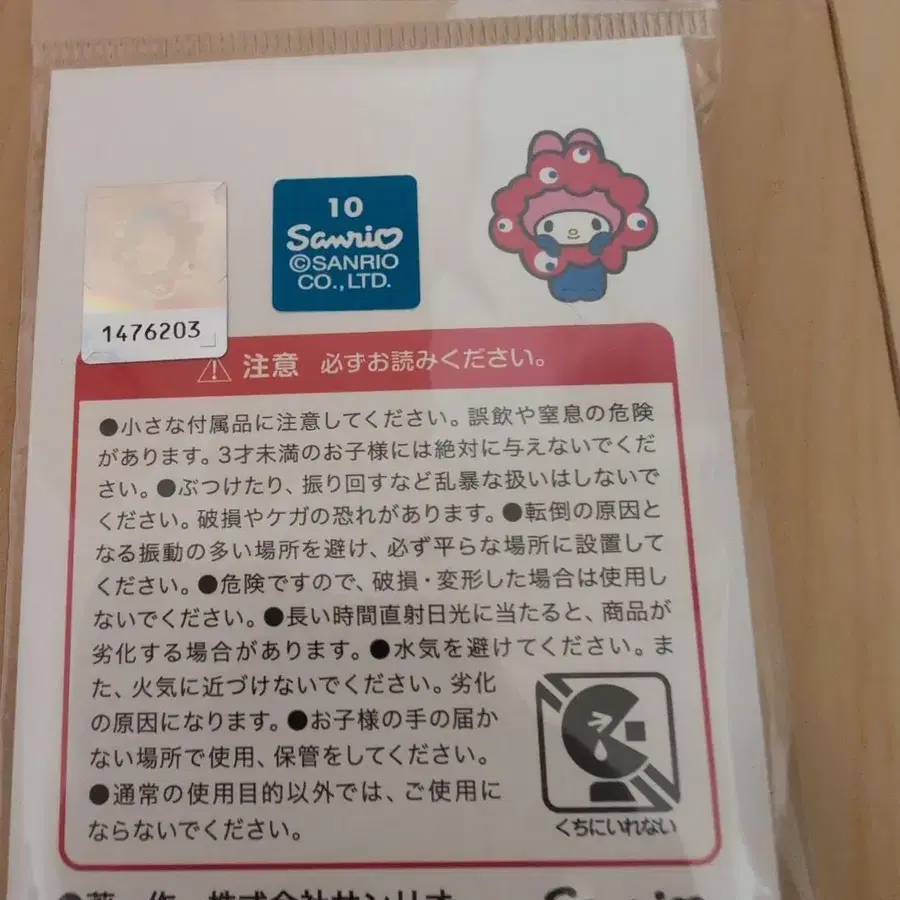 10
Sanrio
©SANRIO
CO.,LTD.
1476203
注意 必ずお読みください。
●小さな付属品に注意してください。誤飲や窒息の危険
があります。3才未満のお子様には絶対に与えないでくだ
さい。●ぶつけたり、振り回すなど乱暴な扱いはしないで
ください。破損やケガの恐れがあります。●転倒の原因と
なる振動の多い場所を避け、必ず平らな場所に設置して
ください。●危険ですので、破損・変形した場合は使用し
ないでください。●長い時間直射日光に当たると、商品が
劣化する場合があります。●水気を避けてください。ま
た、火気に近づけないでください。劣化
の原因になります。●お子様の手の届か
ない場所で使用、保管をしてください。
●通常の使用目的以外では、ご使用に
ならないでください。
くちにいれない
●著 作 株式会社サンリオ